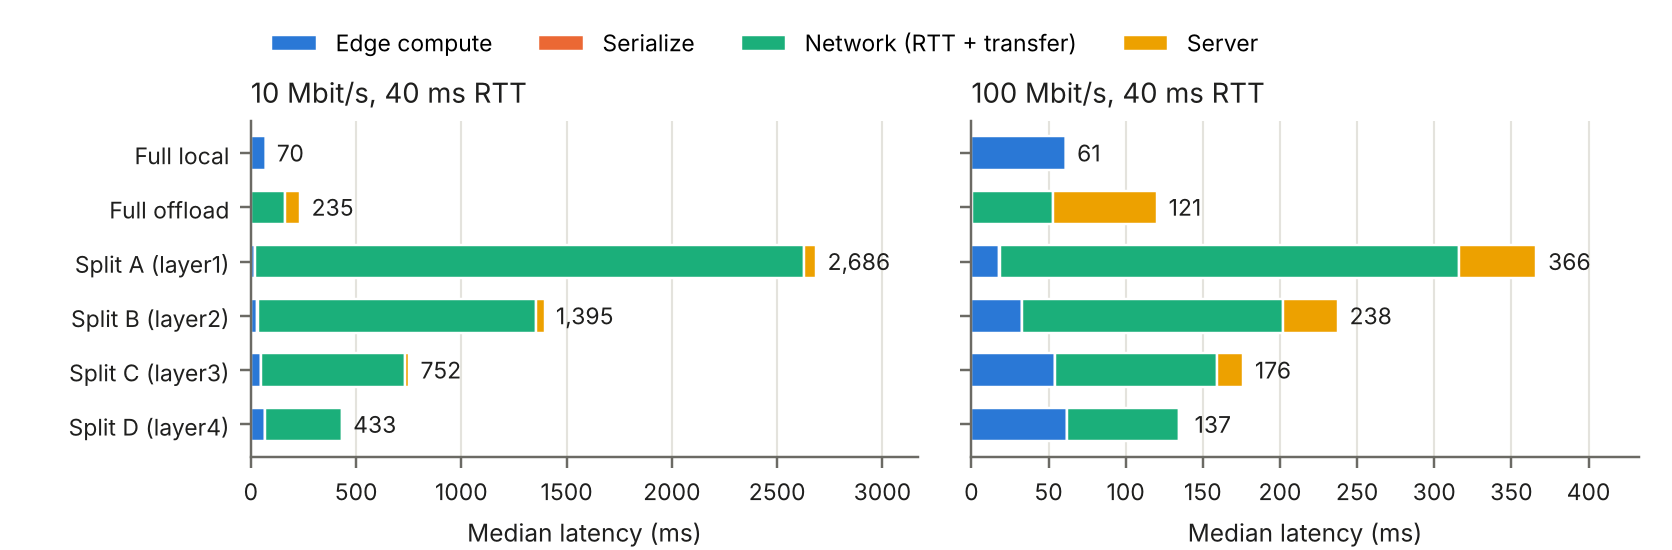 Edge compute Serialize Network (RTT + transfer) Server
10 Mbit/s, 40 ms RTT
Full local 70
Full offload 235
Split A (layer1) 2,686
Split B (layer2) 1,395
Split C (layer3) 752
Split D (layer4) 433
0 500 1000 1500 2000 2500 3000
Median latency (ms)
100 Mbit/s, 40 ms RTT
61
121
366
238
176
137
0 50 100 150 200 250 300 350 400
Median latency (ms)